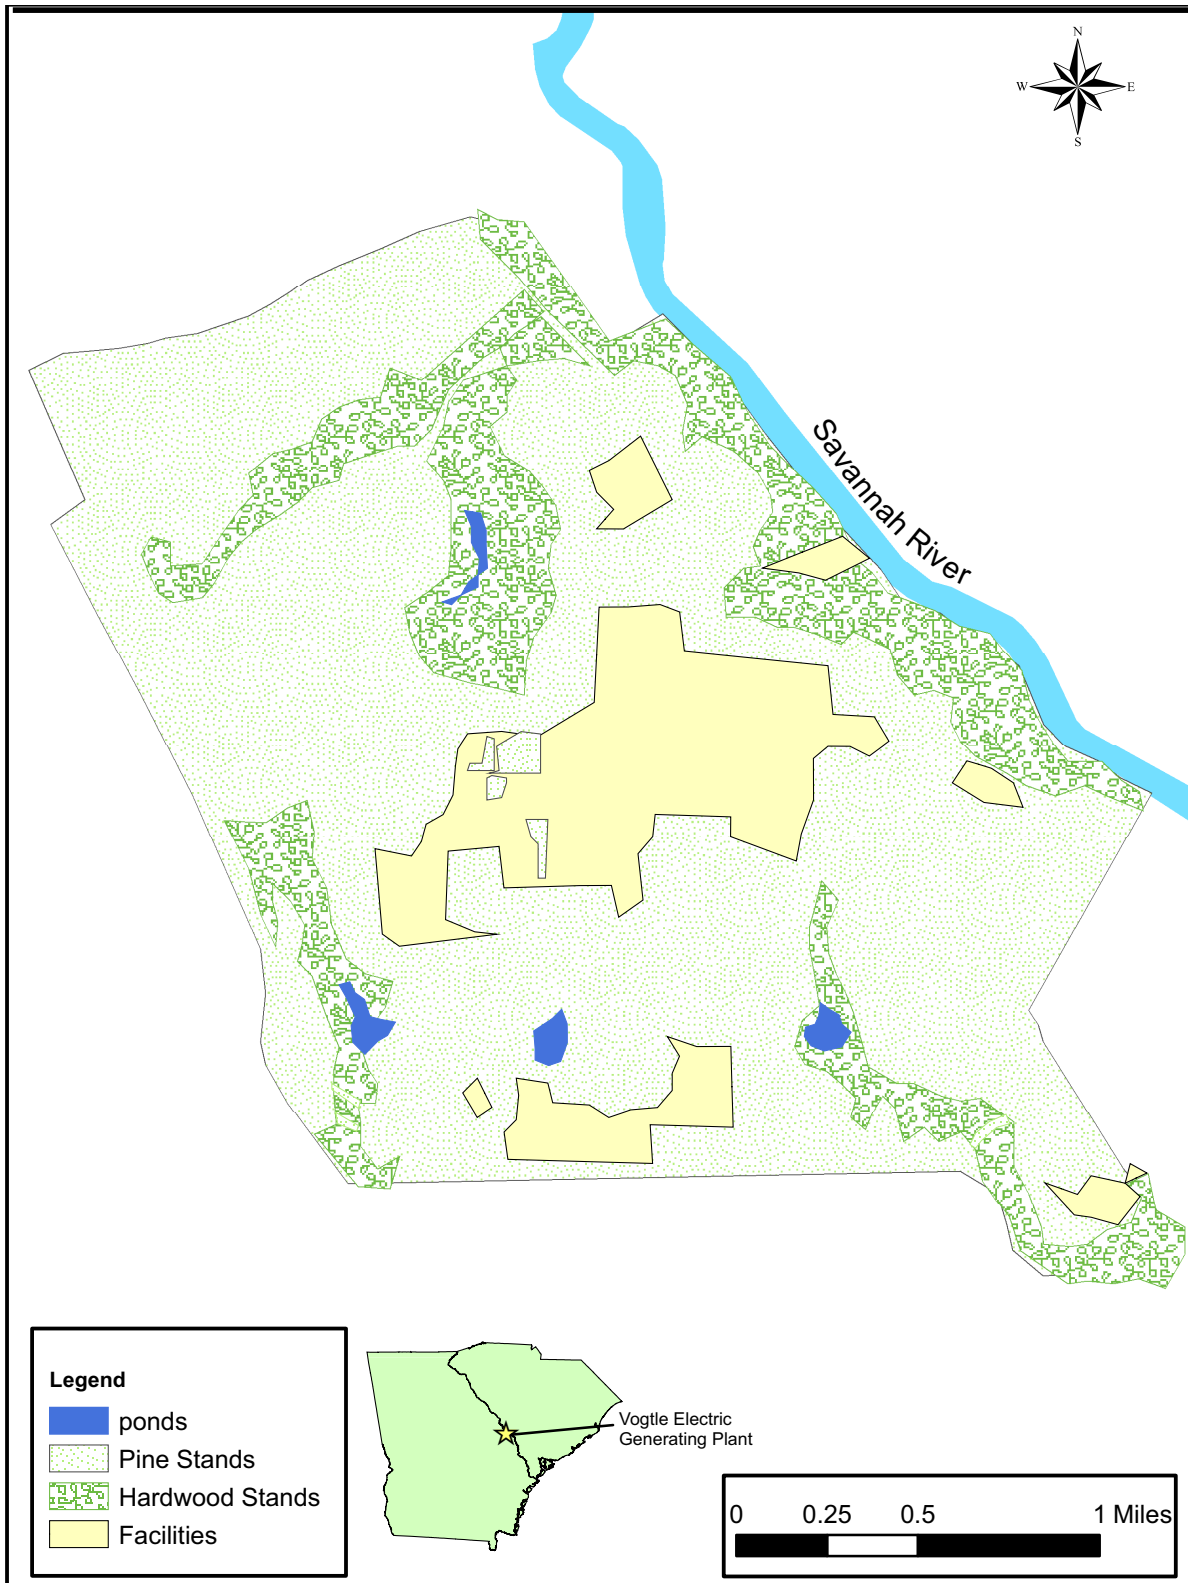 N
W E
S
Savannah River
Legend
ponds
Pine Stands
Hardwood Stands
Facilities
Vogtle Electric
Generating Plant
0 0.25 0.5 1 Miles